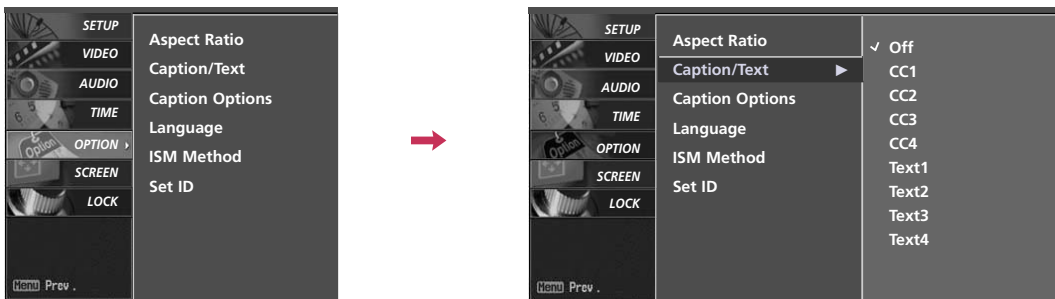 SETUP
VIDEO
AUDIO
TIME
Option
OPTION
SCREEN
LOCK
Aspect Ratio
Caption/Text
Caption Options
Language
ISM Method
Set ID
Menu Prev.
SETUP
VIDEO
AUDIO
TIME
Option
OPTION
SCREEN
LOCK
Aspect Ratio
Caption/Text
Caption Options
Language
ISM Method
Set ID
Menu Prev.
Off
CC1
CC2
CC3
CC4
Text1
Text2
Text3
Text4